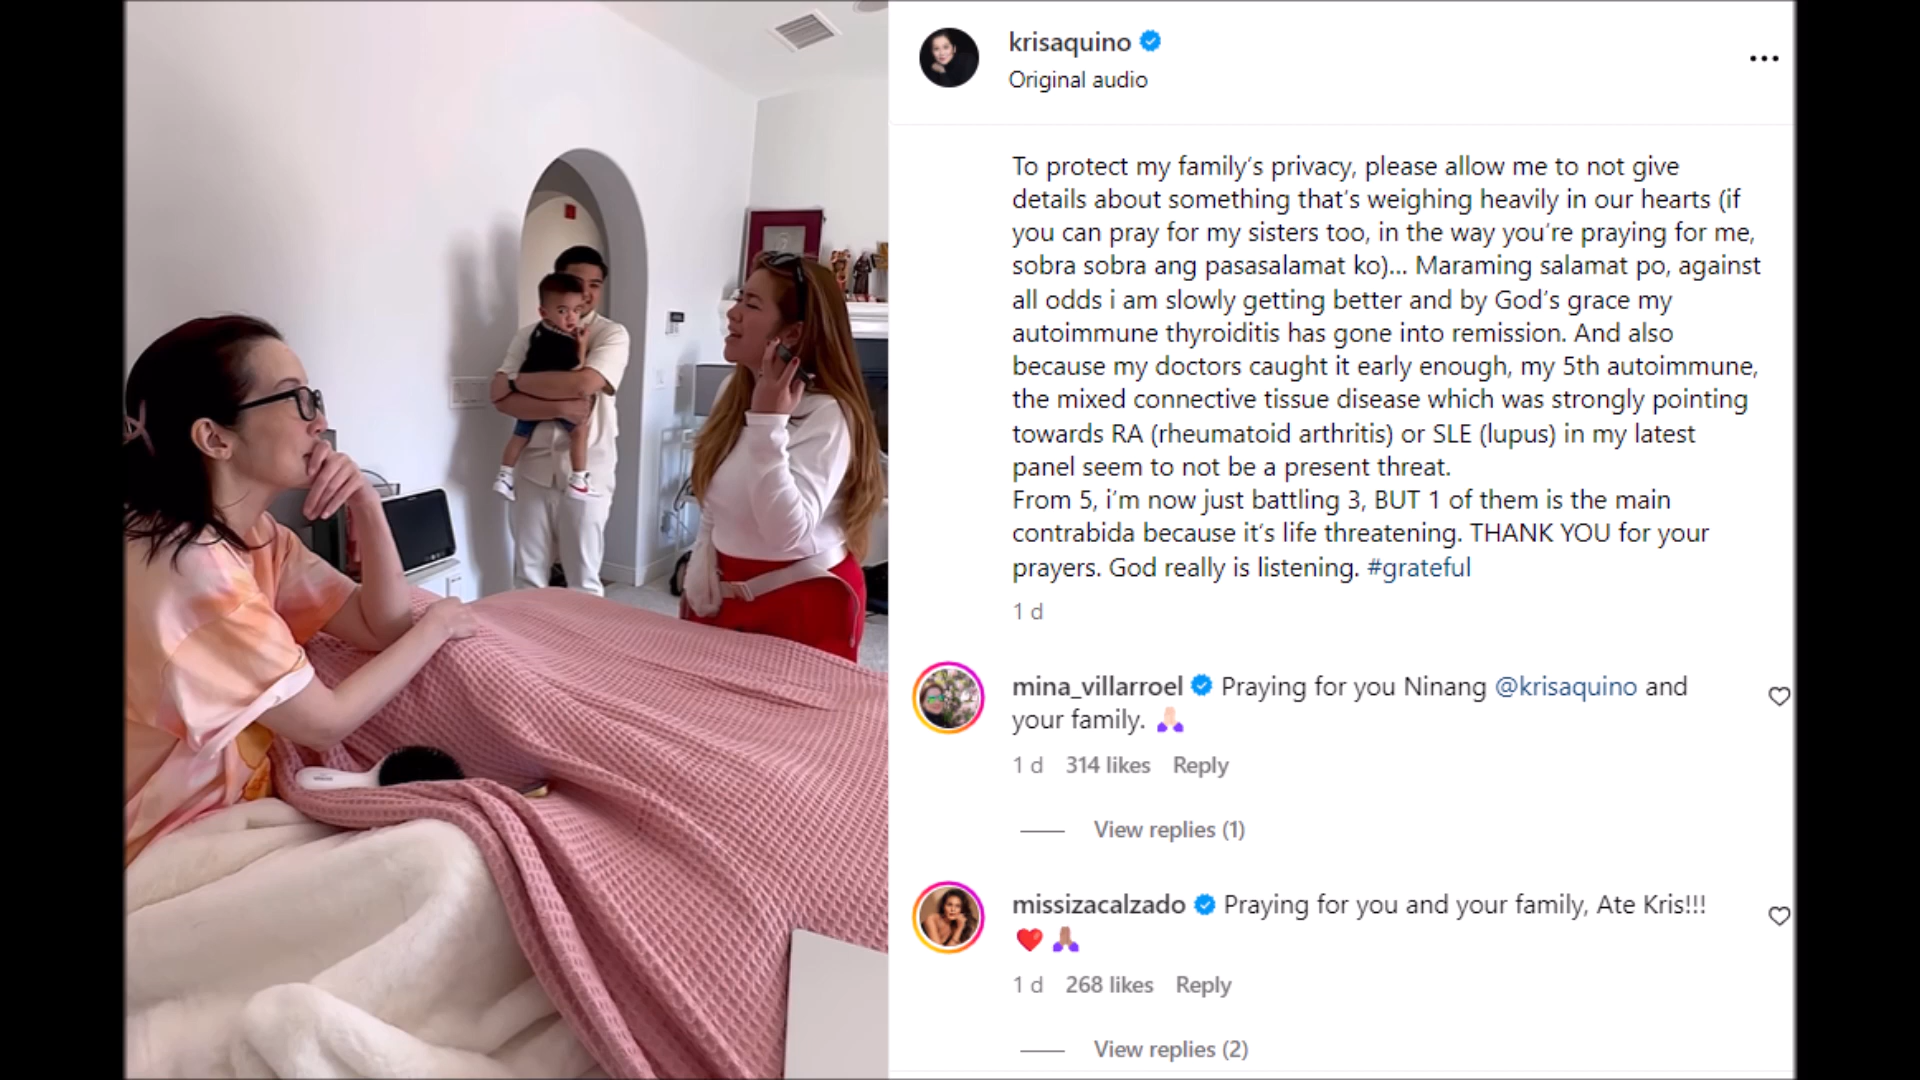 krisaquino
Original audio
To protect my family's privacy, please allow me to not give
details about something that's weighing heavily in our hearts (if
you can pray for my sisters too, in the way you're praying for me,
sobra sobra ang pasasalamat ko)... Maraming salamat po, against
all odds i am slowly getting better and by God's grace my
autoimmune thyroiditis has gone into remission. And also
because my doctors caught it early enough, my 5th autoimmune,
the mixed connective tissue disease which was strongly pointing
towards RA (rheumatoid arthritis) or SLE (lupus) in my latest
panel seem to not be a present threat.
From 5, i'm now just battling 3, BUT 1 of them is the main
contrabida because it's life threatening. THANK YOU for your
prayers. God really is listening. #grateful
1 d
mina_villarroel Praying for you Ninang @krisaquino and
your family. 🙏🏻
1 d 314 likes Reply
View replies (1)
missizacalzado Praying for you and your family, Ate Kris!!!
❤️ 🙏🏽
1 d 268 likes Reply
View replies (2)